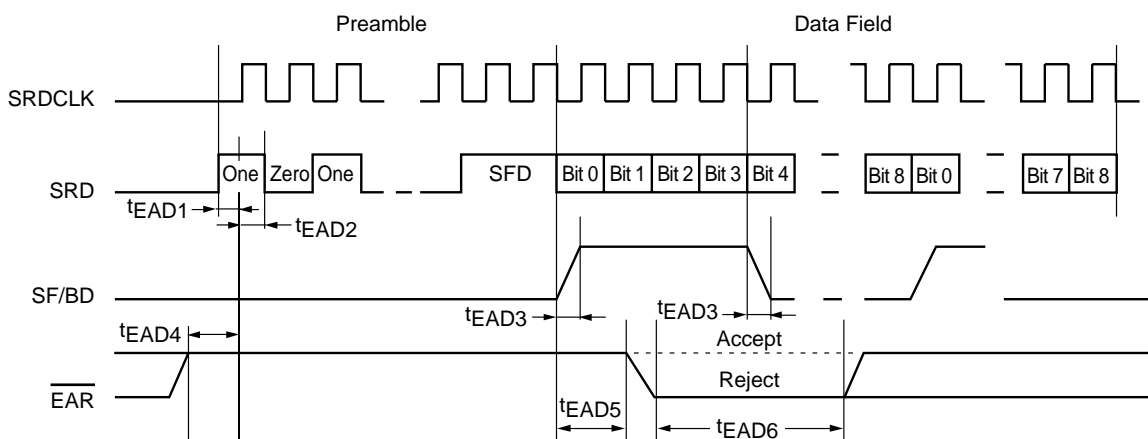 Preamble Data Field
SRDCLK
SRD One Zero One SFD Bit 0 Bit 1 Bit 2 Bit 3 Bit 4 Bit 8 Bit 0 Bit 7 Bit 8
tEAD1
tEAD2
SF/BD
tEAD3 tEAD3
tEAD4
Accept
EAR
Reject
tEAD5
tEAD6